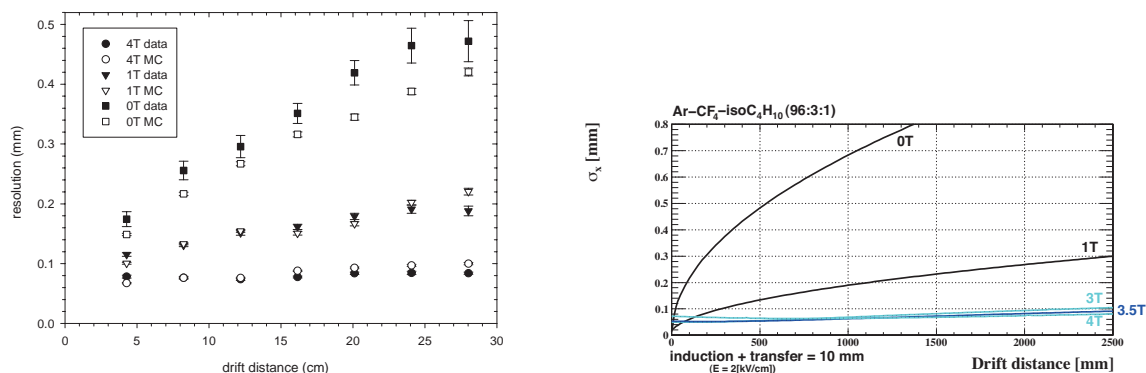 0.5
0.4
0.3
0.2
0.1
0.0
resolution (mm)
4T data
4T MC
1T data
1T MC
0T data
0T MC
0 5 10 15 20 25 30
drift distance (cm)
Ar–CF4–isoC4H10 (96:3:1)
σx [mm]
0.8
0.7
0.6
0.5
0.4
0.3
0.2
0.1
0
0T
1T
3T
3.5T
4T
0 500 1000 1500 2000 2500
induction + transfer = 10 mm
(E = 2[kV/cm])
Drift distance [mm]